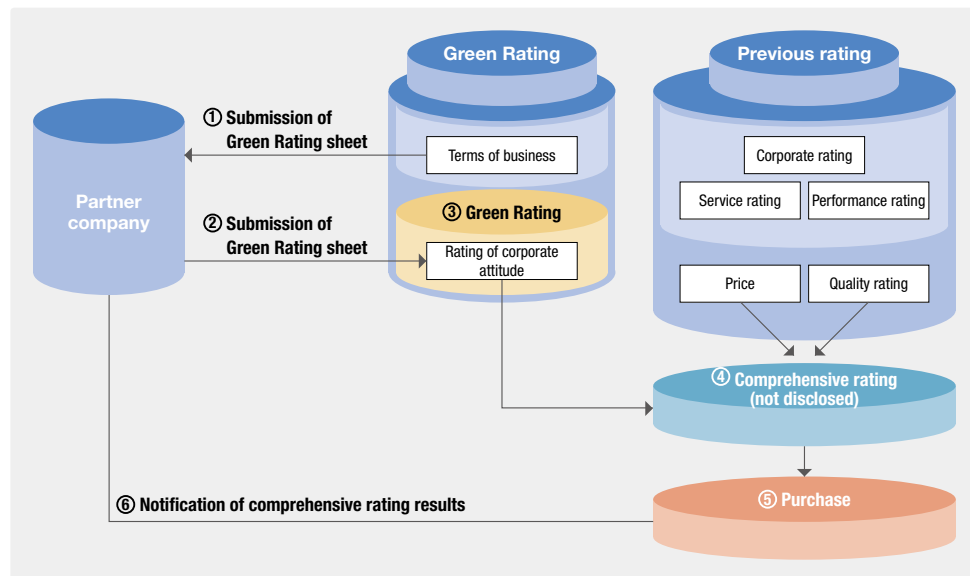 Green Rating
Previous rating
① Submission of
Green Rating sheet
Terms of business
Corporate rating
Service rating
Performance rating
Partner
company
② Submission of
Green Rating sheet
③ Green Rating
Rating of corporate
attitude
Price
Quality rating
④ Comprehensive rating
(not disclosed)
⑤ Purchase
⑥ Notification of comprehensive rating results